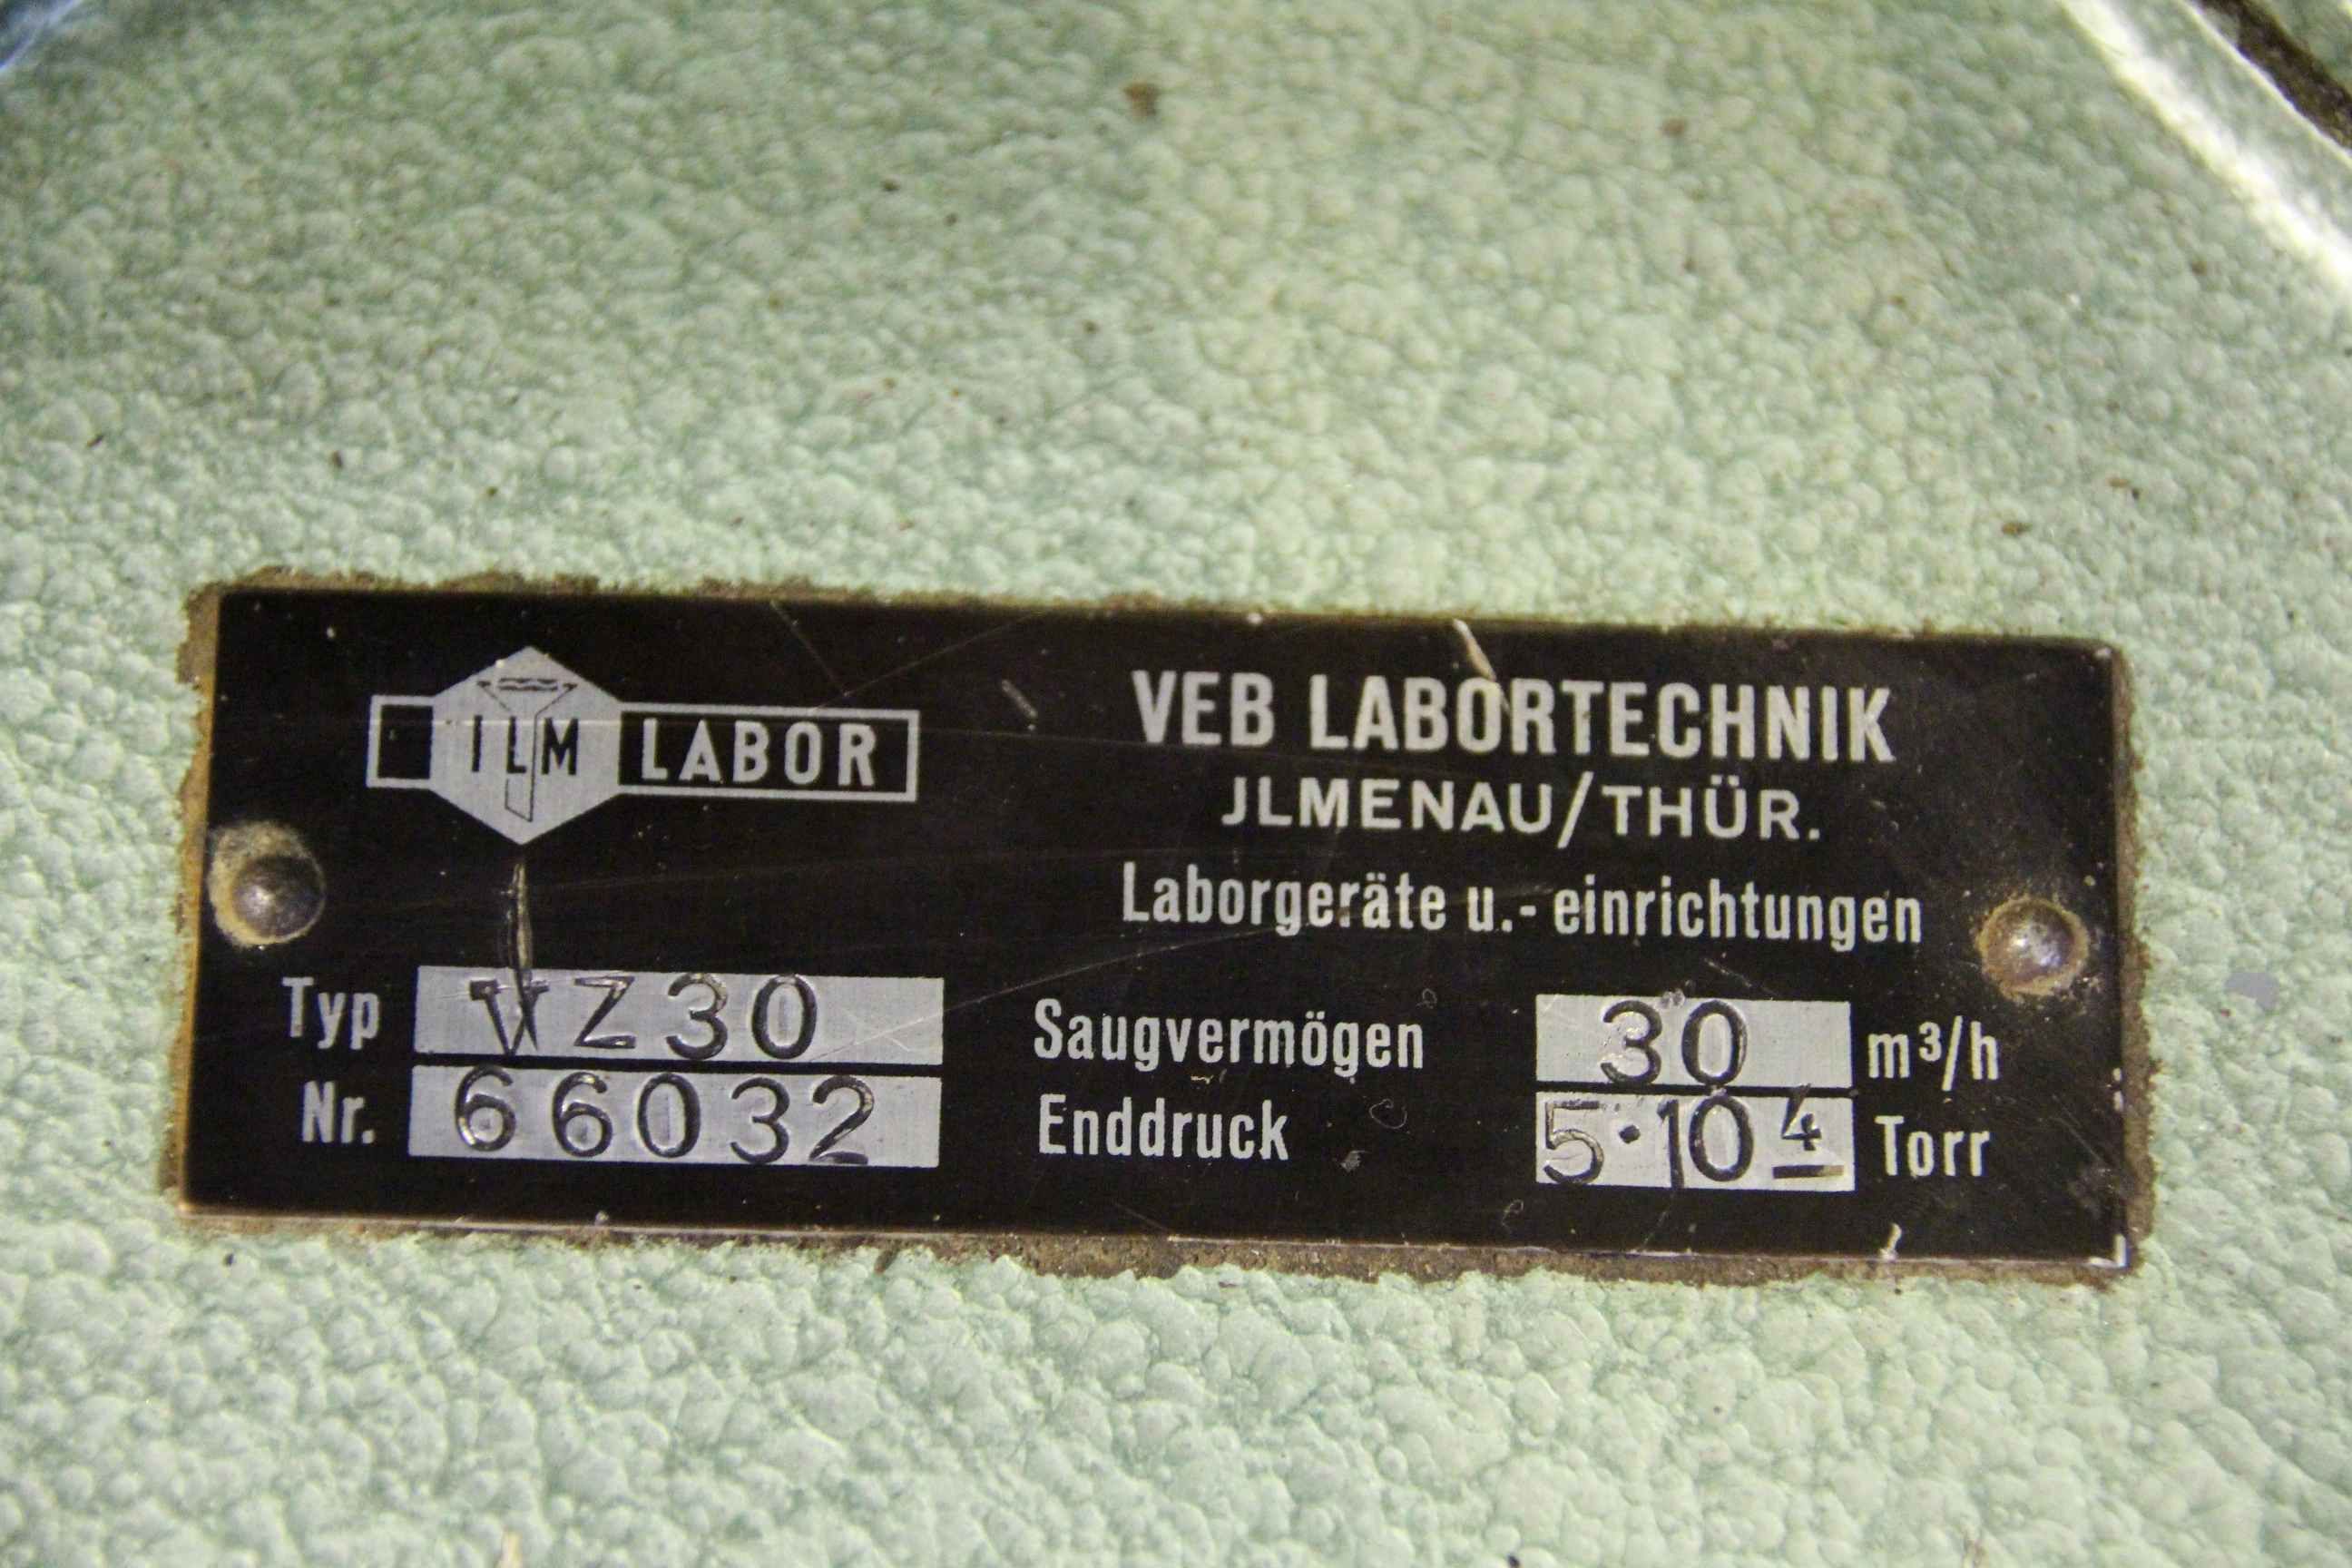 ILM LABOR
VEB LABORTECHNIK
JLMENAU/THÜR.
Laborgeräte u.-einrichtungen
Typ VZ30
Nr. 66032
Saugvermögen 30 m³/h
Enddruck 5·10 4 Torr